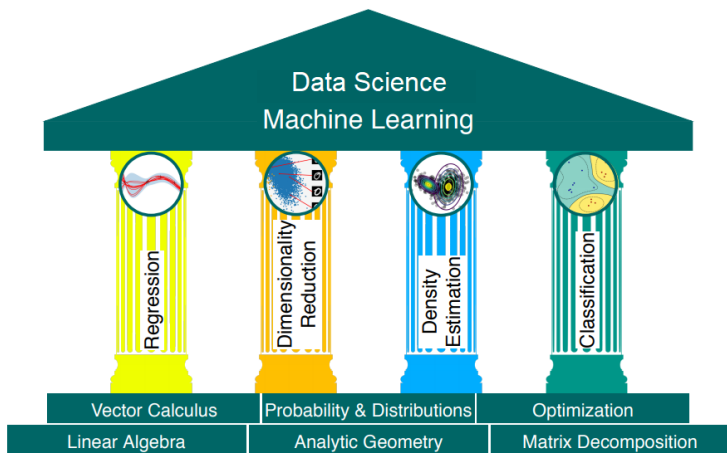 Data Science
Machine Learning
Regression
Dimensionality
Reduction
Density
Estimation
Classification
Vector Calculus
Probability & Distributions
Optimization
Linear Algebra
Analytic Geometry
Matrix Decomposition